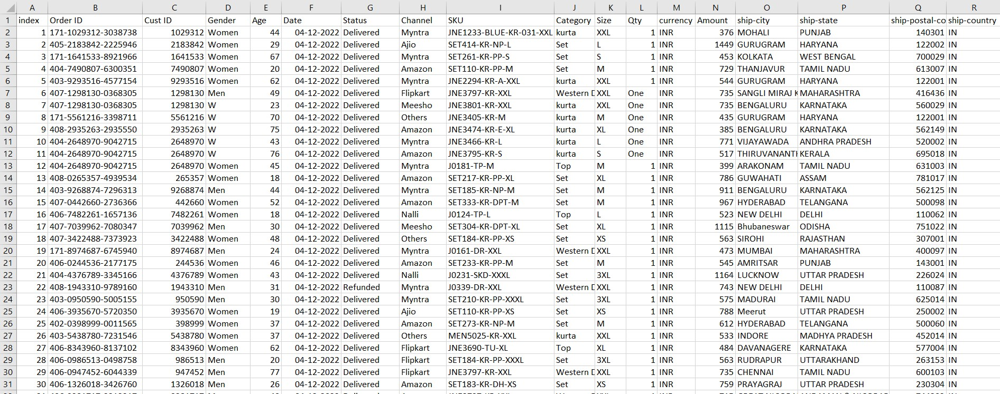 A B C D E F G H I J K L M N O P Q R
1 index Order ID Cust ID Gender Age Date Status Channel SKU Category Size Qty currency Amount ship-city ship-state ship-postal-co ship-country
2 1 171-1029312-3038738 1029312 Women 44 04-12-2022 Delivered Myntra JNE1233-BLUE-KR-031-XXL kurta XXL 1 INR 376 MOHALI PUNJAB 140301 IN
3 2 405-2183842-2225946 2183842 Women 29 04-12-2022 Delivered Ajio SET414-KR-NP-L Set L 1 INR 1449 GURUGRAM HARYANA 122002 IN
4 3 171-1641533-8921966 1641533 Women 67 04-12-2022 Delivered Myntra SET261-KR-PP-S Set S 1 INR 453 KOLKATA WEST BENGAL 700029 IN
5 4 404-7490807-6300351 7490807 Women 20 04-12-2022 Delivered Amazon SET110-KR-PP-M Set M 1 INR 729 THANJAVUR TAMIL NADU 613007 IN
6 5 403-9293516-4577154 9293516 Women 62 04-12-2022 Delivered Myntra JNE2294-KR-A-XXL kurta XXL 1 INR 544 GURUGRAM HARYANA 122001 IN
7 6 407-1298130-0368305 1298130 Men 49 04-12-2022 Delivered Flipkart JNE3797-KR-XXL Western D XXL One INR 735 SANGLI MIRAJ K MAHARASHTRA 416436 IN
8 7 407-1298130-0368305 1298130 W 23 04-12-2022 Delivered Meesho JNE3801-KR-XXL kurta XXL One INR 735 BENGALURU KARNATAKA 560029 IN
9 8 171-5561216-3398711 5561216 W 70 04-12-2022 Delivered Others JNE3405-KR-M kurta M One INR 435 GURUGRAM HARYANA 122001 IN
10 9 408-2935263-2935550 2935263 W 75 04-12-2022 Delivered Amazon JNE3474-KR-E-XL kurta XL One INR 385 BENGALURU KARNATAKA 562149 IN
11 10 404-2648970-9042715 2648970 W 43 04-12-2022 Delivered Myntra JNE3466-KR-L kurta L One INR 771 VIJAYAWADA ANDHRA PRADESH 520002 IN
12 11 404-2648970-9042715 2648970 W 76 04-12-2022 Delivered Amazon JNE3795-KR-S kurta S One INR 517 THIRUVANANTH KERALA 695018 IN
13 12 404-2648970-9042715 2648970 Women 45 04-12-2022 Delivered Myntra J0181-TP-M Top M 1 INR 399 ARAKONAM TAMIL NADU 631003 IN
14 13 408-0265357-4939534 265357 Women 18 04-12-2022 Delivered Amazon SET217-KR-PP-XL Set XL 1 INR 786 GUWAHATI ASSAM 781017 IN
15 14 403-9268874-7296313 9268874 Men 44 04-12-2022 Delivered Myntra SET185-KR-NP-M Set M 1 INR 911 BENGALURU KARNATAKA 562125 IN
16 15 407-0442660-2736366 442660 Women 52 04-12-2022 Delivered Amazon SET333-KR-DPT-M Set M 1 INR 967 HYDERABAD TELANGANA 500098 IN
17 16 406-7482261-1657136 7482261 Women 18 04-12-2022 Delivered Nalli J0124-TP-L Top L 1 INR 523 NEW DELHI DELHI 110062 IN
18 17 407-7039962-7080347 7039962 Men 30 04-12-2022 Delivered Meesho SET304-KR-DPT-XL Set XL 1 INR 1115 Bhubaneswar ODISHA 751022 IN
19 18 407-3422488-7373923 3422488 Women 48 04-12-2022 Delivered Others SET184-KR-PP-XS Set XS 1 INR 563 SIROHI RAJASTHAN 307001 IN
20 19 171-8974687-6745940 8974687 Men 24 04-12-2022 Delivered Myntra J0161-DR-XXL Western D XXL 1 INR 473 MUMBAI MAHARASHTRA 400097 IN
21 20 406-0244536-2177175 244536 Women 46 04-12-2022 Delivered Amazon SET233-KR-PP-M Set M 1 INR 545 AMRITSAR PUNJAB 143001 IN
22 21 404-4376789-3345166 4376789 Women 43 04-12-2022 Delivered Nalli J0231-SKD-XXXL Set 3XL 1 INR 1164 LUCKNOW UTTAR PRADESH 226024 IN
23 22 408-1943310-9789160 1943310 Men 31 04-12-2022 Refunded Myntra J0339-DR-XXL Western D XXL 1 INR 743 NEW DELHI DELHI 110087 IN
24 23 403-0950590-5005155 950590 Men 30 04-12-2022 Delivered Myntra SET210-KR-PP-XXXL Set 3XL 1 INR 575 MADURAI TAMIL NADU 625014 IN
25 24 406-3935670-5720350 3935670 Women 19 04-12-2022 Delivered Ajio SET110-KR-PP-XS Set XS 1 INR 788 Meerut UTTAR PRADESH 250002 IN
26 25 402-0398999-0011565 398999 Women 37 04-12-2022 Delivered Amazon SET273-KR-NP-M Set M 1 INR 612 HYDERABAD TELANGANA 500060 IN
27 26 403-5438780-7231546 5438780 Women 37 04-12-2022 Delivered Others MEN5025-KR-XXL kurta XXL 1 INR 533 INDORE MADHYA PRADESH 452014 IN
28 27 406-8343960-8137102 8343960 Women 62 04-12-2022 Delivered Flipkart JNE3690-TU-XL Top XL 1 INR 484 DAVANAGERE KARNATAKA 577004 IN
29 28 406-0986513-0498758 986513 Men 20 04-12-2022 Delivered Flipkart SET184-KR-PP-XXXL Set 3XL 1 INR 563 RUDRAPUR UTTARAKHAND 263153 IN
30 29 406-0947452-6044339 947452 Men 77 04-12-2022 Delivered Flipkart JNE3797-KR-XXL Western D XXL 1 INR 735 CHENNAI TAMIL NADU 600103 IN
31 30 406-1326018-3426760 1326018 Men 26 04-12-2022 Delivered Amazon SET183-KR-DH-XS Set XS 1 INR 759 PRAYAGRAJ UTTAR PRADESH 230304 IN